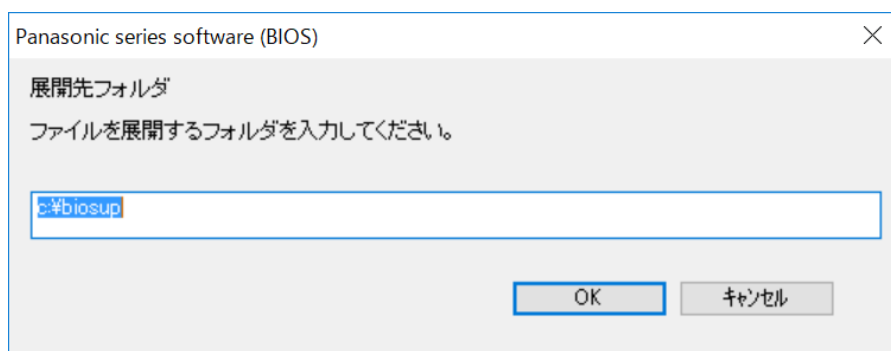 Panasonic series software (BIOS)
展開先フォルダ
ファイルを展開するフォルダを入力してください。
c:¥biosup
OK キャンセル